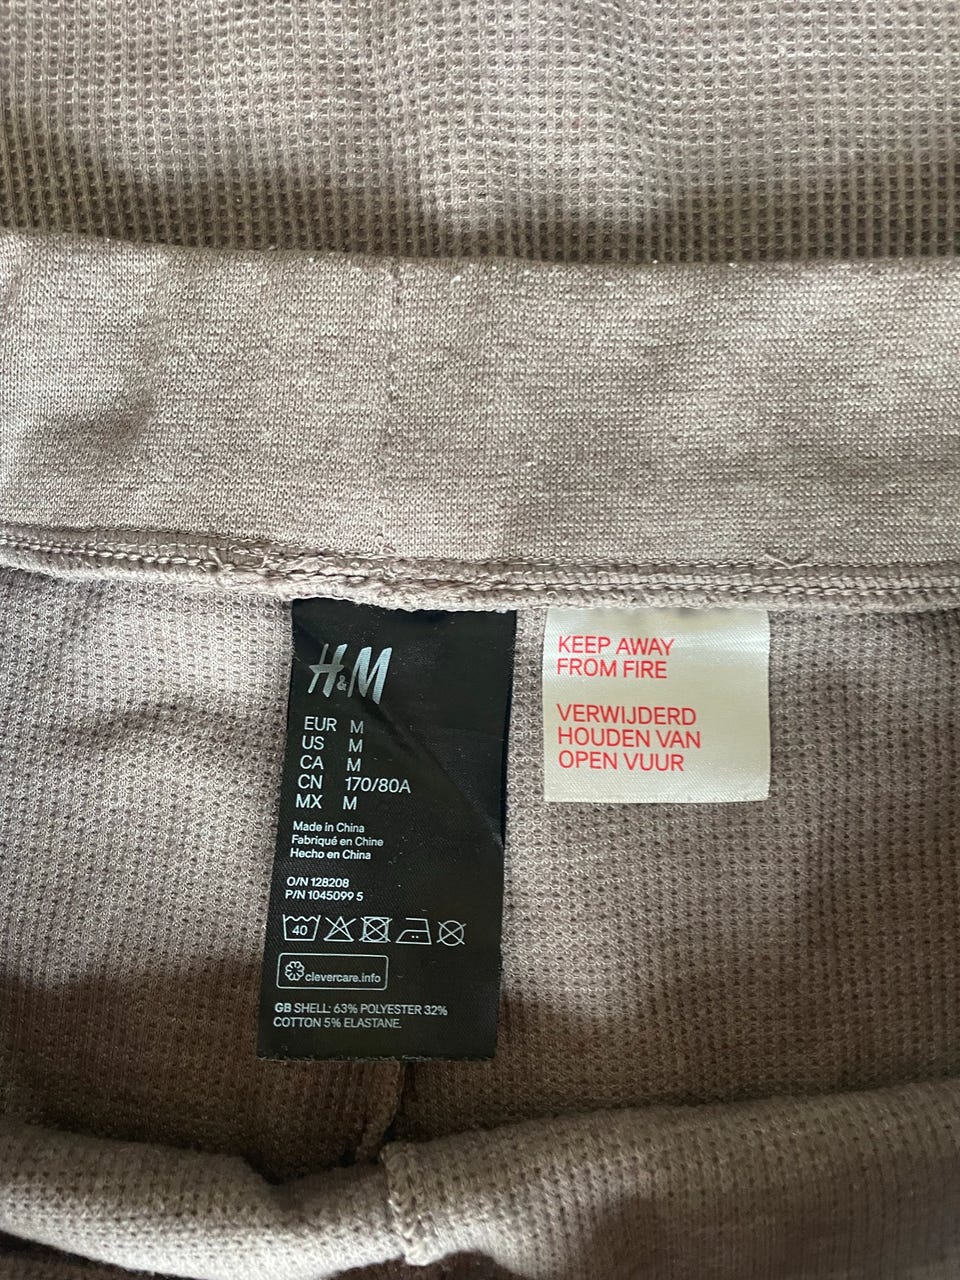 H&M
EUR M
US M
CA M
CN 170/80A
MX M
Made in China
Fabriqué en Chine
Hecho en China
O/N 128208
P/N 1045099 5
40
clevercare.info
GB SHELL: 63% POLYESTER 32%
COTTON 5% ELASTANE.
KEEP AWAY
FROM FIRE
VERWIJDERD
HOUDEN VAN
OPEN VUUR